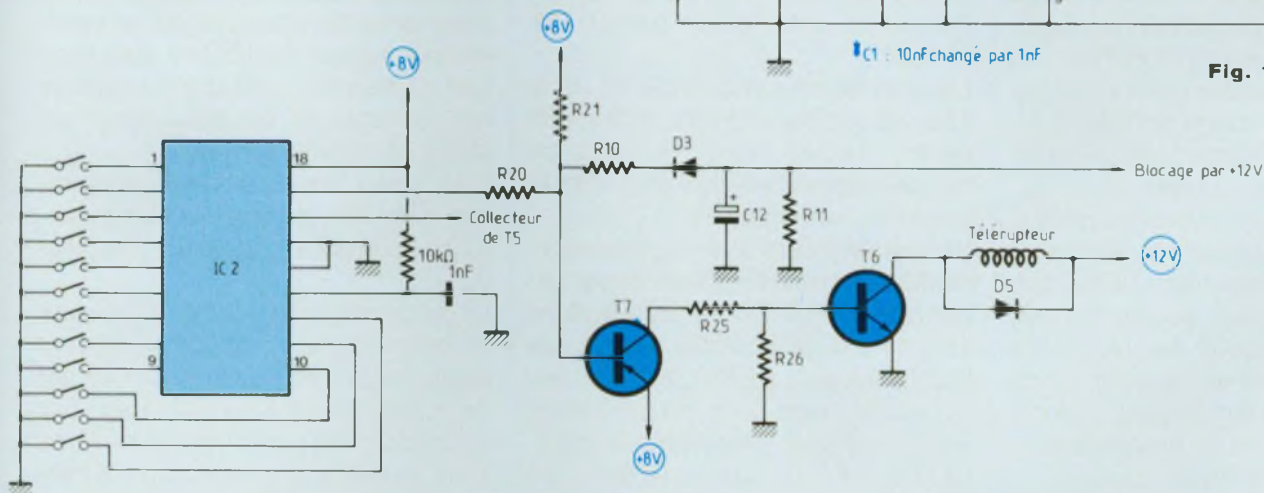 +8V
C1 : 10nF changé par 1nF
Fig.
+8V
R21
R10
D3
Blocage par +12V
1
18
R20
Collecteur
de T5
+
C12
R11
10kΩ
1nF
IC 2
T6
Télérupteur
+12V
D5
T7
R25
R26
9
10
+8V